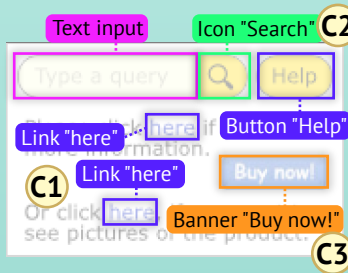 Text input Icon "Search" C2
Type a query Help
here if
Link "here" Button "Help"
more information.
Link "here" Buy now!
C1
Or click here,
Banner "Buy now!"
see pictures of the product.
C3